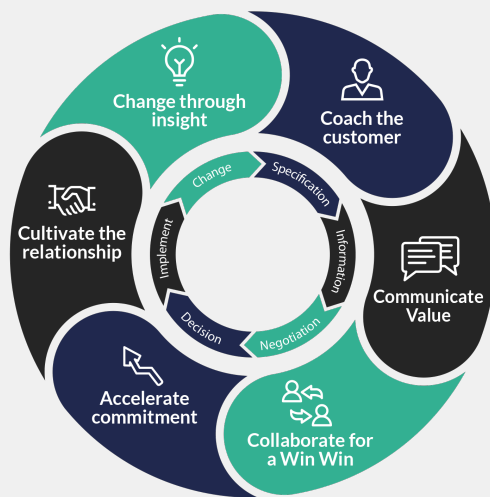 Change through
insight
Coach the
customer
Communicate
Value
Collaborate for
a Win Win
Accelerate
commitment
Cultivate the
relationship
Change
Specification
Information
Negotiation
Decision
Implement